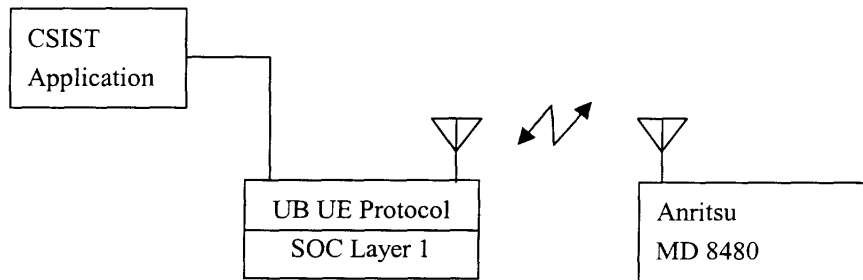 CSIST
Application
UB UE Protocol
SOC Layer 1
Anritsu
MD 8480